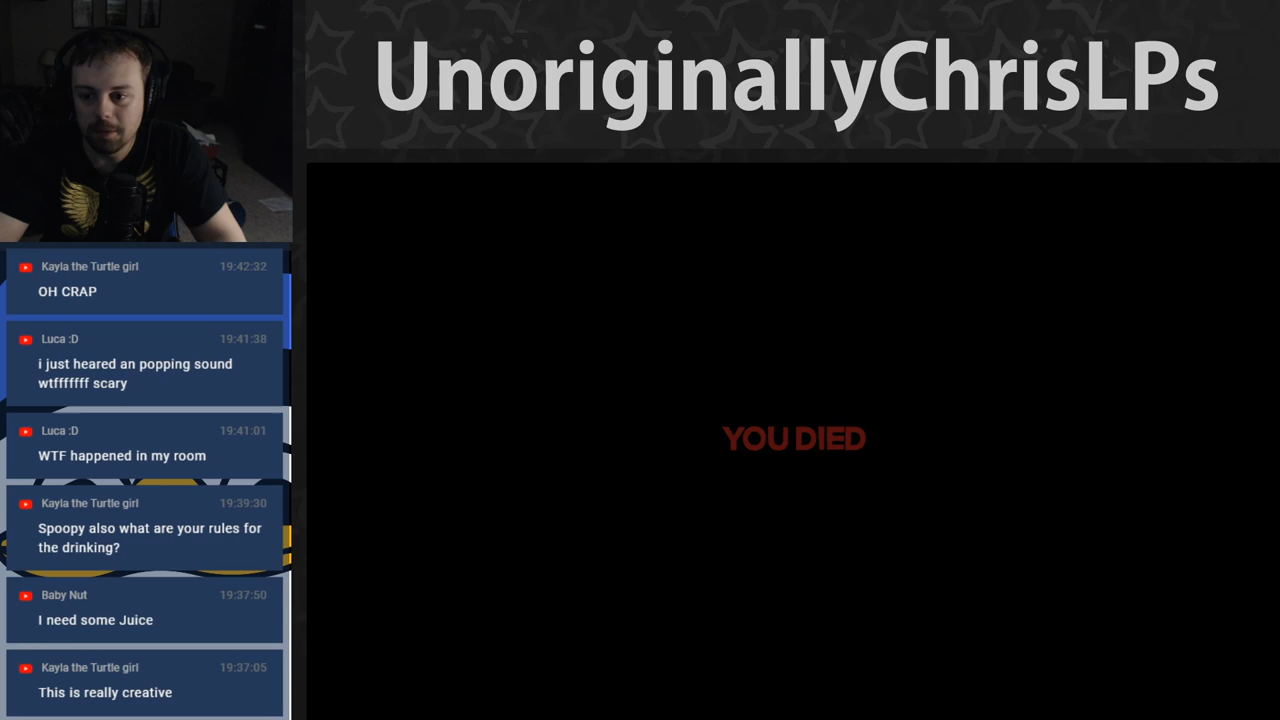 UnoriginallyChrisLPs
Kayla the Turtle girl 19:42:32
OH CRAP
Luca :D 19:41:38
i just heared an popping sound
wtfffffff scary
Luca :D 19:41:01
WTF happened in my room
Kayla the Turtle girl 19:39:30
Spoopy also what are your rules for
the drinking?
Baby Nut 19:37:50
I need some Juice
Kayla the Turtle girl 19:37:05
This is really creative
YOU DIED